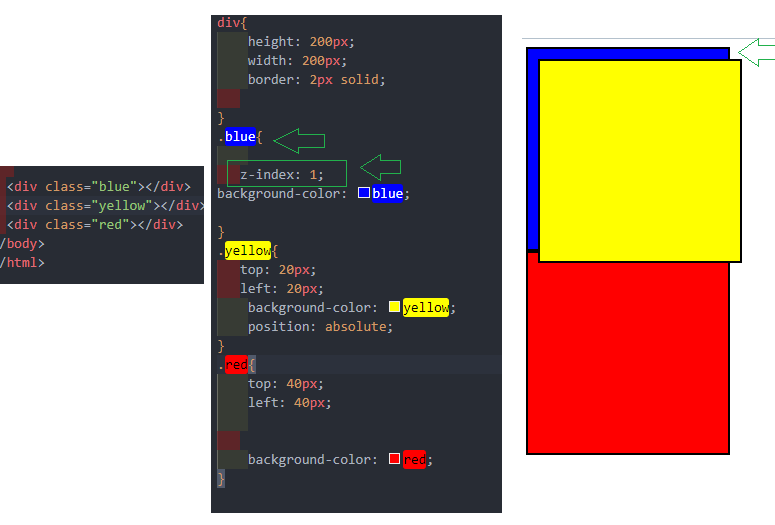 <div class="blue"></div>
<div class="yellow"></div>
<div class="red"></div>
/body>
/html>
div{
height: 200px;
width: 200px;
border: 2px solid;
}
.blue{
z-index: 1;
background-color: blue;
}
.yellow{
top: 20px;
left: 20px;
background-color: yellow;
position: absolute;
}
.red{
top: 40px;
left: 40px;
background-color: red;
}